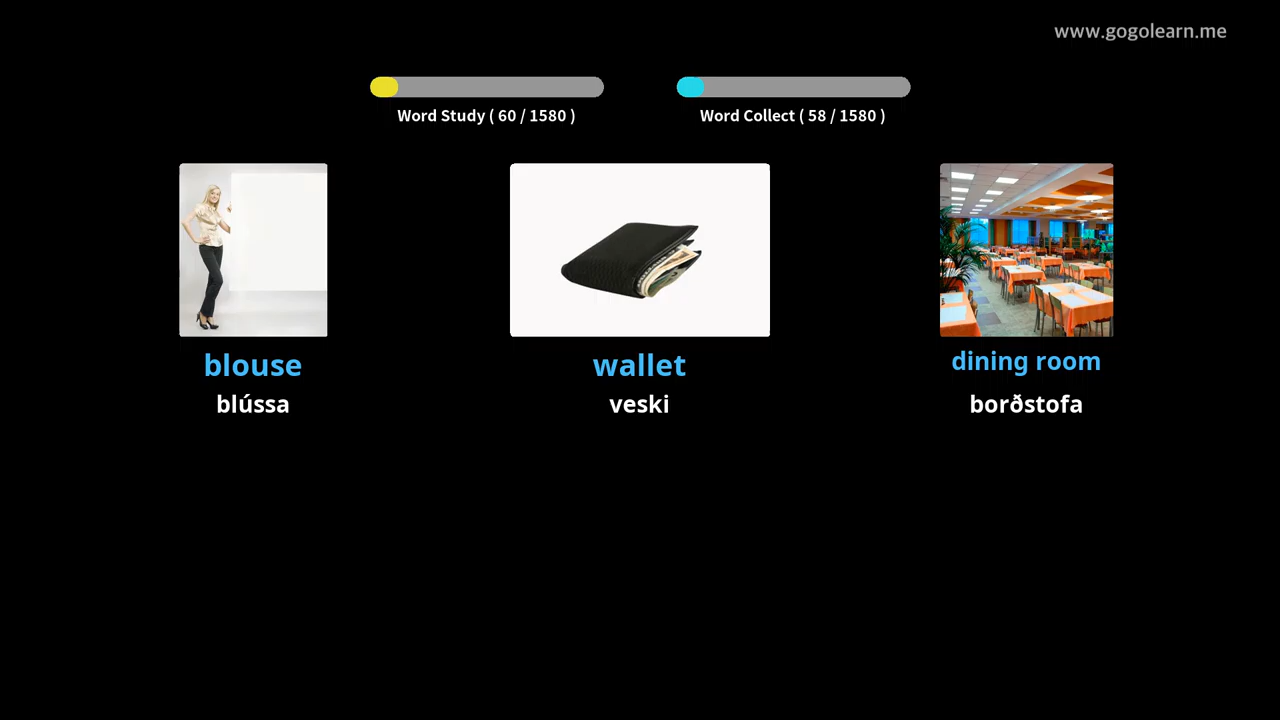 www.gogolearn.me
Word Study ( 60 / 1580 )
Word Collect ( 58 / 1580 )
blouse
blússa
wallet
veski
dining room
borðstofa